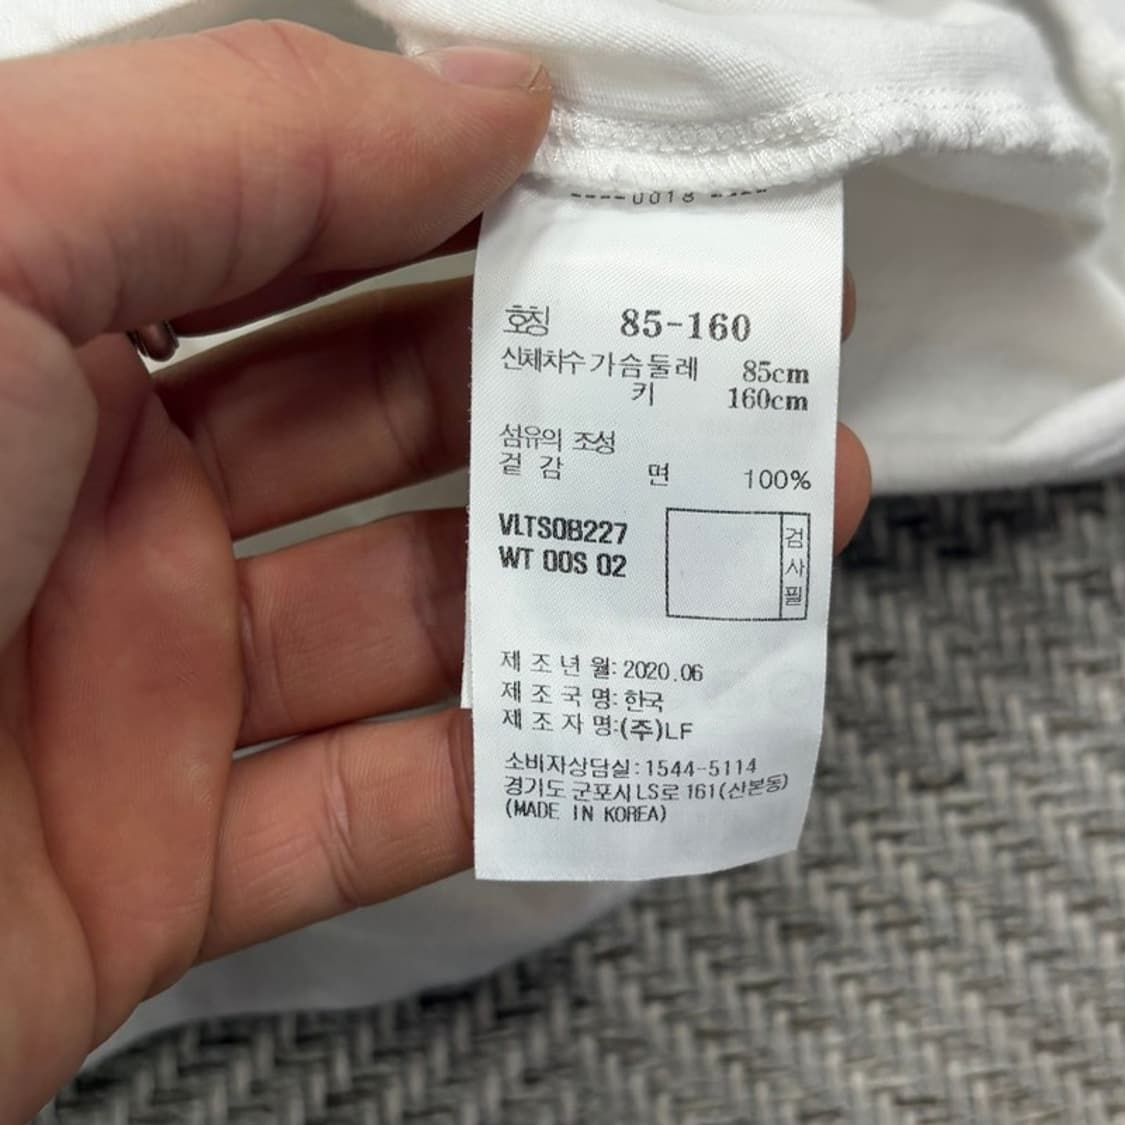 0018
호칭 85-160
신체치수 가슴둘레 85cm
키 160cm
섬유의 조성
겉 감 면 100%
VLTS0B227
WT 00S 02
검사필
제 조 년 월: 2020.06
제 조 국 명: 한국
제 조 자 명:(주)LF
소비자상담실:1544-5114
경기도 군포시 LS로 161(산본동)
(MADE IN KOREA)